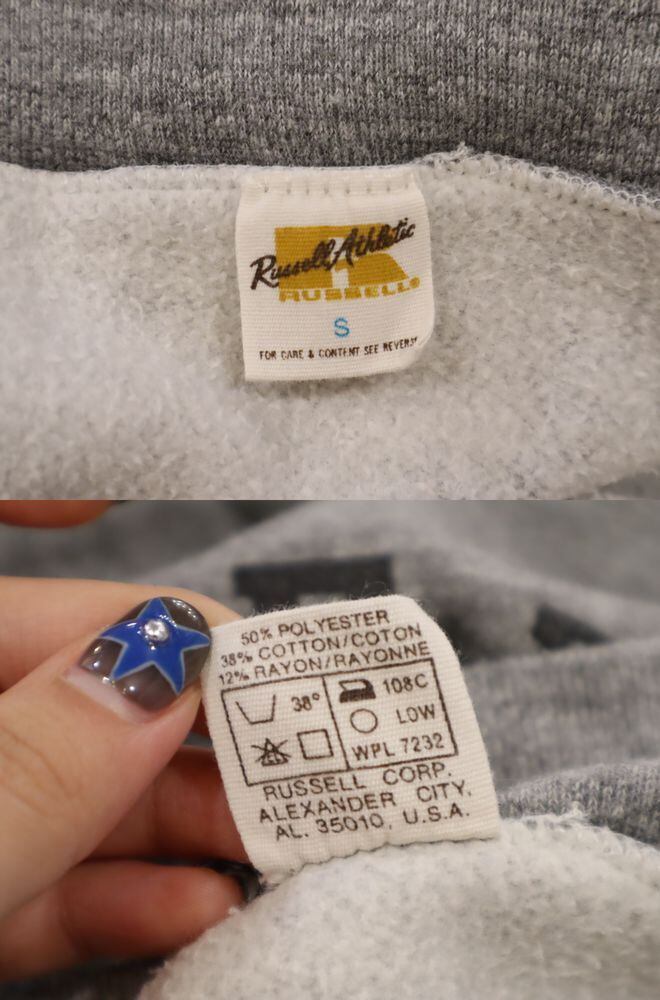 Russell Athletic
RUSSELL®
S
FOR CARE & CONTENT SEE REVERSE
50% POLYESTER
38% COTTON/COTON
12% RAYON/RAYONNE
38° 108C
LOW
WPL 7232
RUSSELL CORP.
ALEXANDER CITY,
AL. 35010, U.S.A.